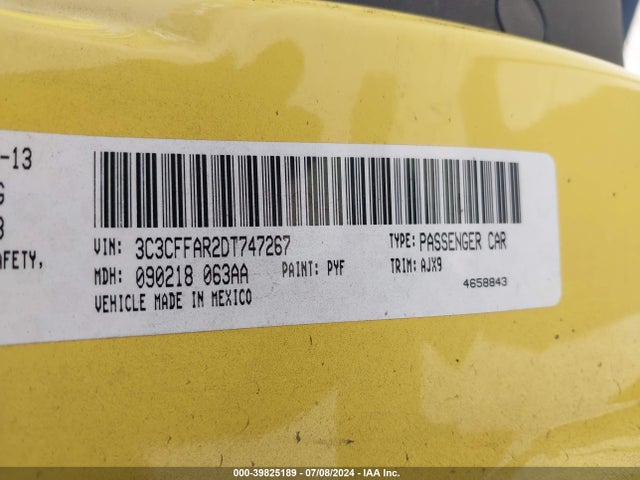 -13
G
8
AFETY,
VIN: 3C3CFFAR2DT747267
TYPE: PASSENGER CAR
MDH: 090218 063AA
PAINT: PYF
TRIM: AJX9
VEHICLE MADE IN MEXICO
4658843
000-39825189 - 07/08/2024 - IAA Inc.